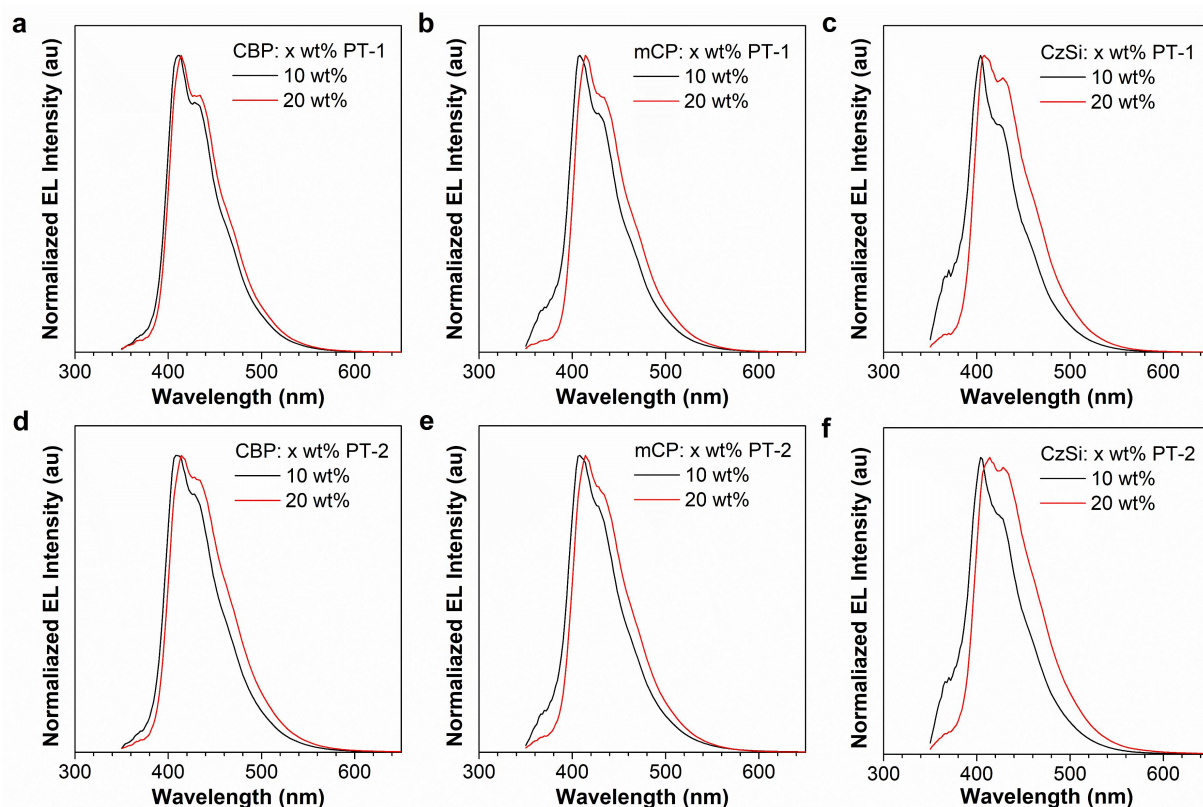 a
Normaliazed EL Intensity (au)
CBP: x wt% PT-1
10 wt%
20 wt%
300 400 500 600
Wavelength (nm)
b
Normaliazed EL Intensity (au)
mCP: x wt% PT-1
10 wt%
20 wt%
300 400 500 600
Wavelength (nm)
c
Normaliazed EL Intensity (au)
CzSi: x wt% PT-1
10 wt%
20 wt%
300 400 500 600
Wavelength (nm)
d
Normaliazed EL Intensity (au)
CBP: x wt% PT-2
10 wt%
20 wt%
300 400 500 600
Wavelength (nm)
e
Normaliazed EL Intensity (au)
mCP: x wt% PT-2
10 wt%
20 wt%
300 400 500 600
Wavelength (nm)
f
Normaliazed EL Intensity (au)
CzSi: x wt% PT-2
10 wt%
20 wt%
300 400 500 600
Wavelength (nm)